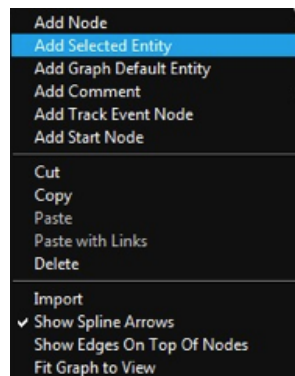 Add Node
Add Selected Entity
Add Graph Default Entity
Add Comment
Add Track Event Node
Add Start Node
Cut
Copy
Paste
Paste with Links
Delete
Import
Show Spline Arrows
Show Edges On Top Of Nodes
Fit Graph to View